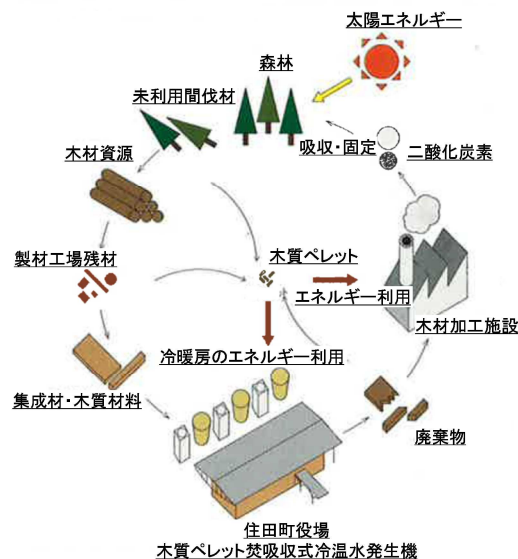 太陽エネルギー
森林
未利用間伐材
吸収・固定
二酸化炭素
木材資源
製材工場残材
木質ペレット
エネルギー利用
木材加工施設
冷暖房のエネルギー利用
集成材・木質材料
廃棄物
住田町役場
木質ペレット焚吸収式冷温水発生機